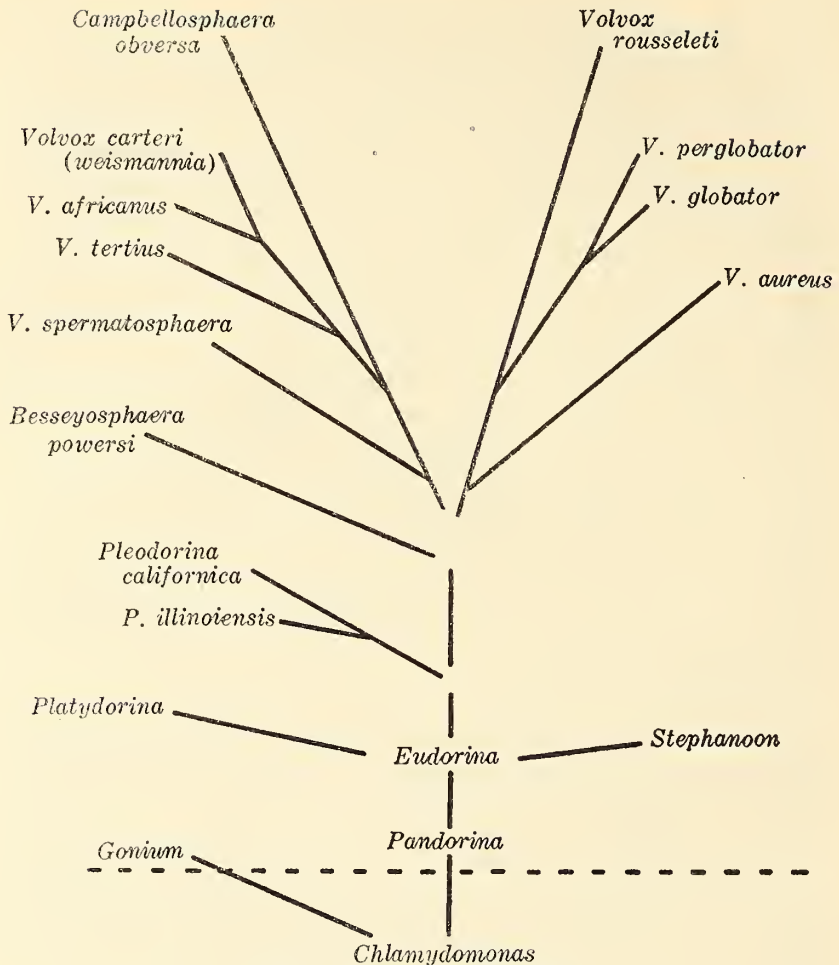 Campbellosphaera
obversa
Volvox
rousseleti
Volvox carteri
(weismannia)
V. perglobator
V. africanus
V. globator
V. tertius
V. aureus
V. spermatosphaera
Besseyosphaera
powersi
Pleodorina
californica
P. illinoiensis
Platydorina
Stephanoon
Eudorina
Pandorina
Gonium
Chlamydomonas